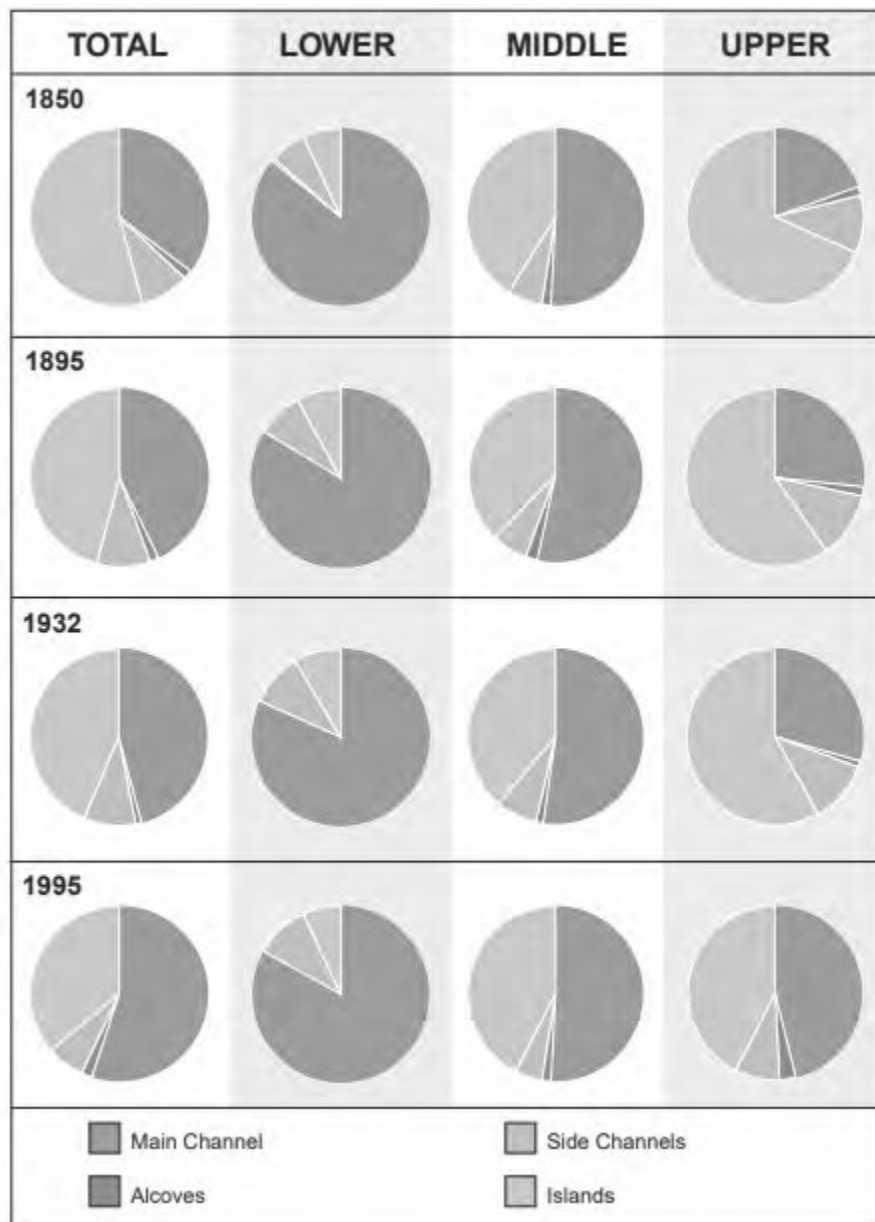 TOTAL LOWER MIDDLE UPPER
1850
1895
1932
1995
Main Channel Side Channels
Alcoves Islands